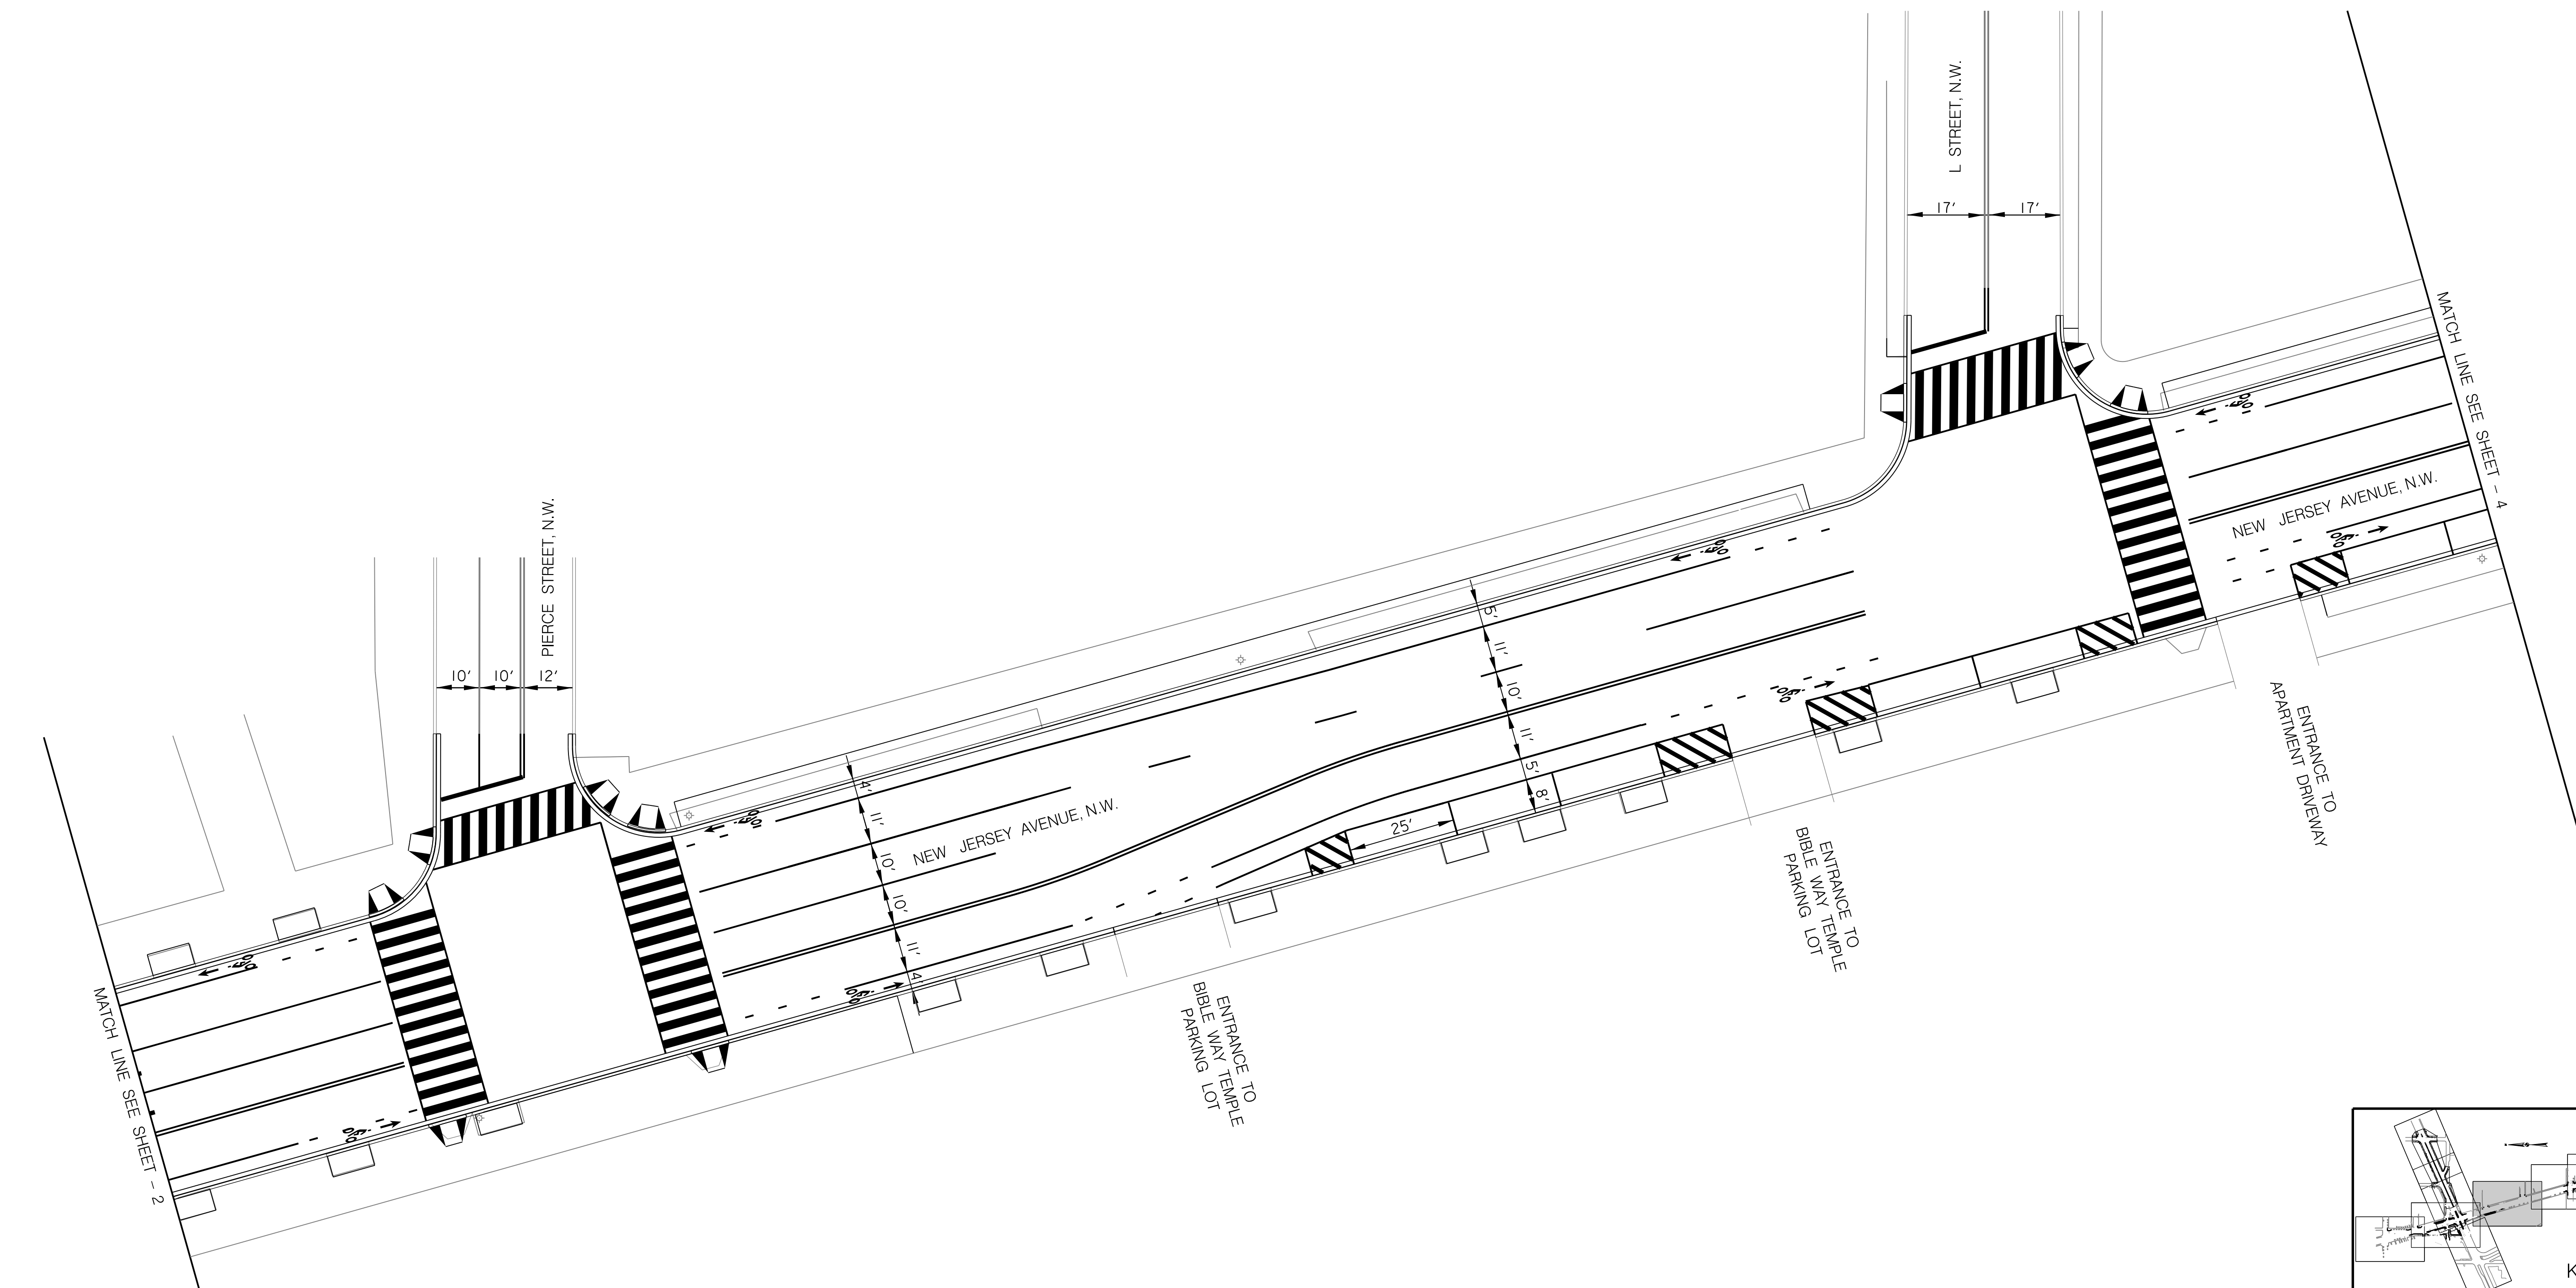 L STREET, N.W.
17' 17'
MATCH LINE SEE SHEET - 4
NEW JERSEY AVENUE, N.W.
PIERCE STREET, N.W.
10' 10' 12'
5'
11'
10'
11'
5'
8'
25'
4'
11'
10'
10'
11'
4'
NEW JERSEY AVENUE, N.W.
ENTRANCE TO
APARTMENT DRIVEWAY
ENTRANCE TO
BIBLE WAY TEMPLE
PARKING LOT
ENTRANCE TO
BIBLE WAY TEMPLE
PARKING LOT
MATCH LINE SEE SHEET - 2
K